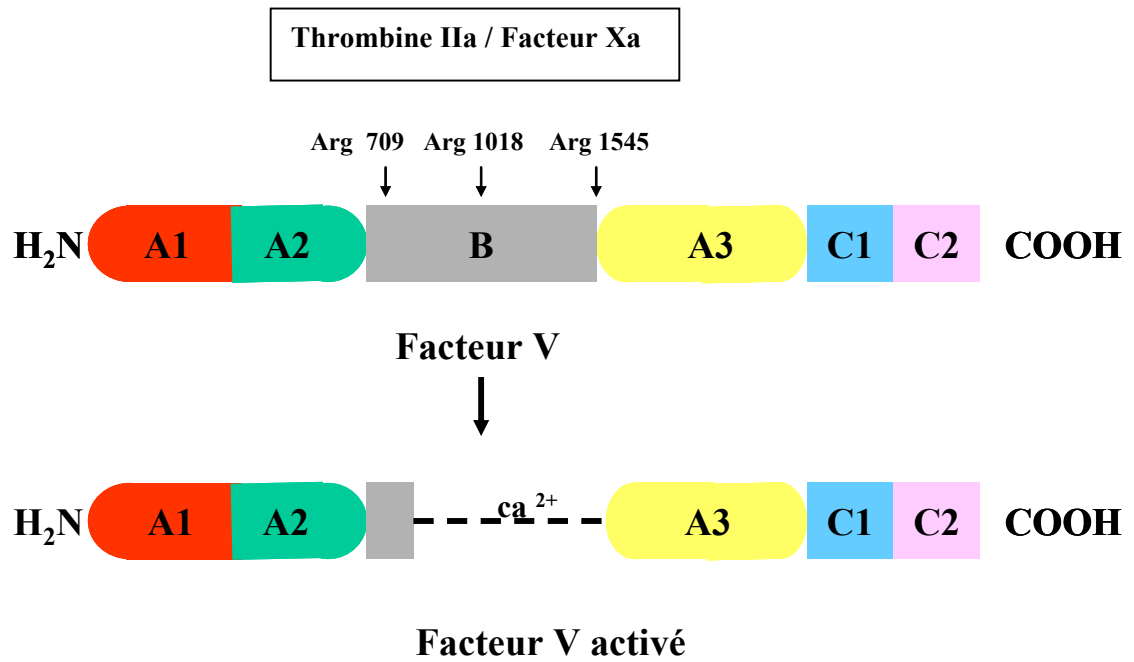 Thrombine IIa / Facteur Xa
Arg 709 Arg 1018 Arg 1545
H₂N A1 A2 B A3 C1 C2 COOH
Facteur V
ca ²⁺
H₂N A1 A2 A3 C1 C2 COOH
Facteur V activé